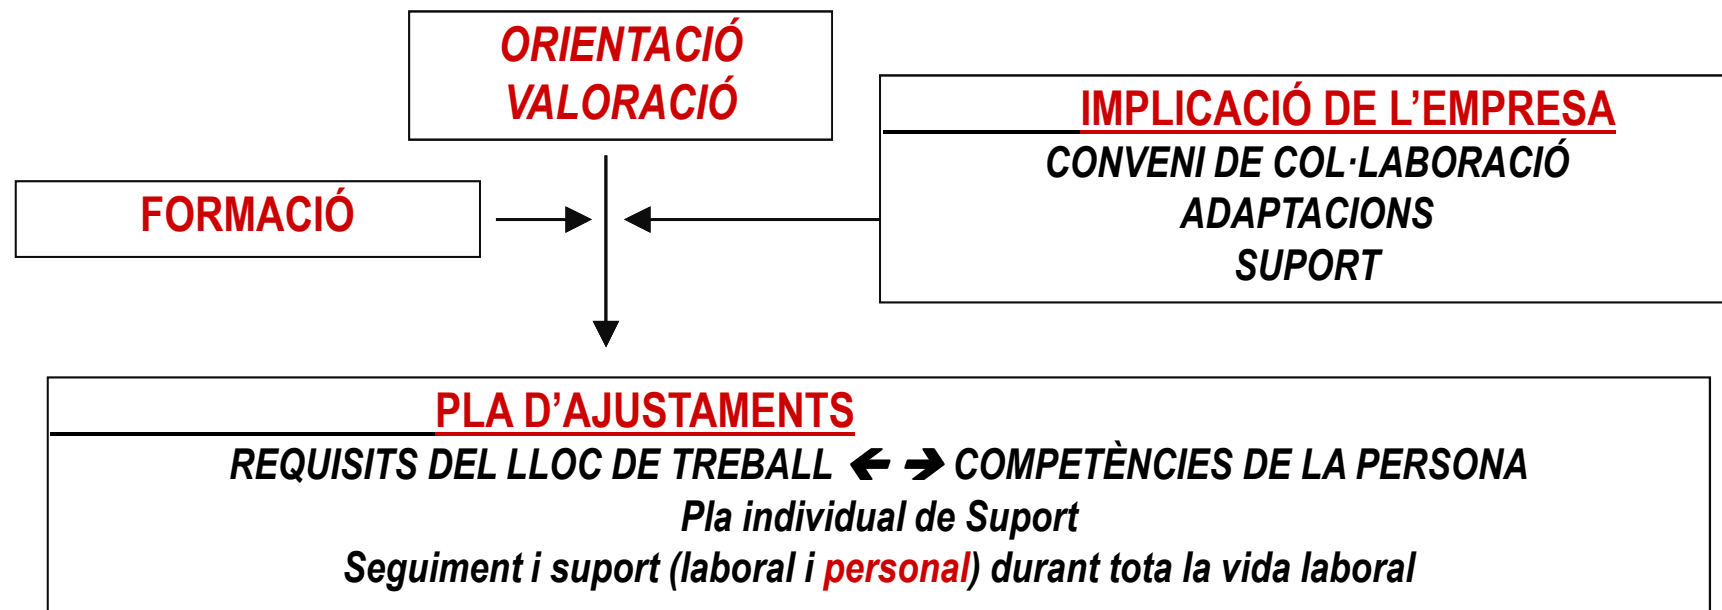 ORIENTACIÓ
VALORACIÓ
IMPLICACIÓ DE L’EMPRESA
CONVENI DE COL·LABORACIÓ
ADAPTACIONS
SUPORT
FORMACIÓ
PLA D’AJUSTAMENTS
REQUISITS DEL LLOC DE TREBALL 🡸 🡺 COMPETÈNCIES DE LA PERSONA
Pla individual de Suport
Seguiment i suport (laboral i personal) durant tota la vida laboral